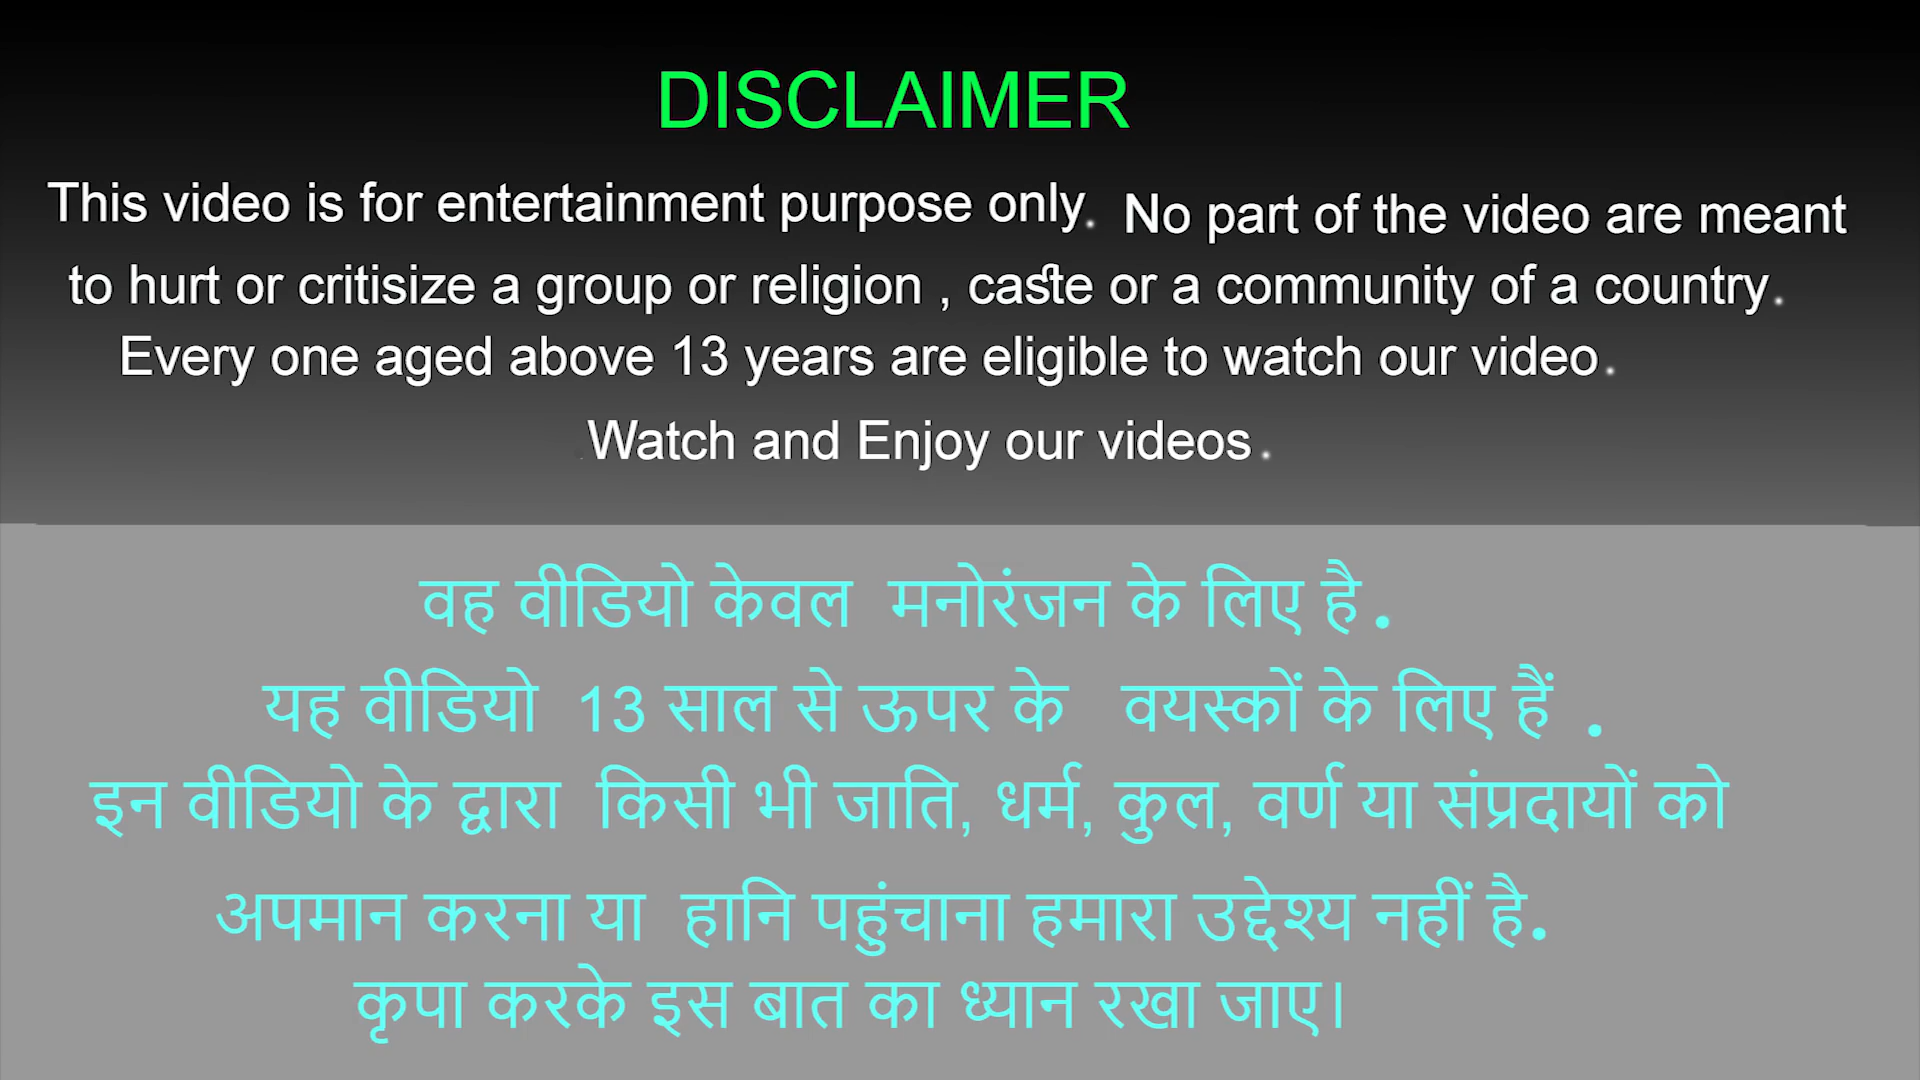 DISCLAIMER
This video is for entertainment purpose only. No part of the video are meant
to hurt or critisize a group or religion , caste or a community of a country.
Every one aged above 13 years are eligible to watch our video.
Watch and Enjoy our videos.
वह वीडियो केवल मनोरंजन के लिए है.
यह वीडियो 13 साल से ऊपर के वयस्कों के लिए हैं .
इन वीडियो के द्वारा किसी भी जाति, धर्म, कुल, वर्ण या संप्रदायों को
अपमान करना या हानि पहुंचाना हमारा उद्देश्य नहीं है.
कृपा करके इस बात का ध्यान रखा जाए।